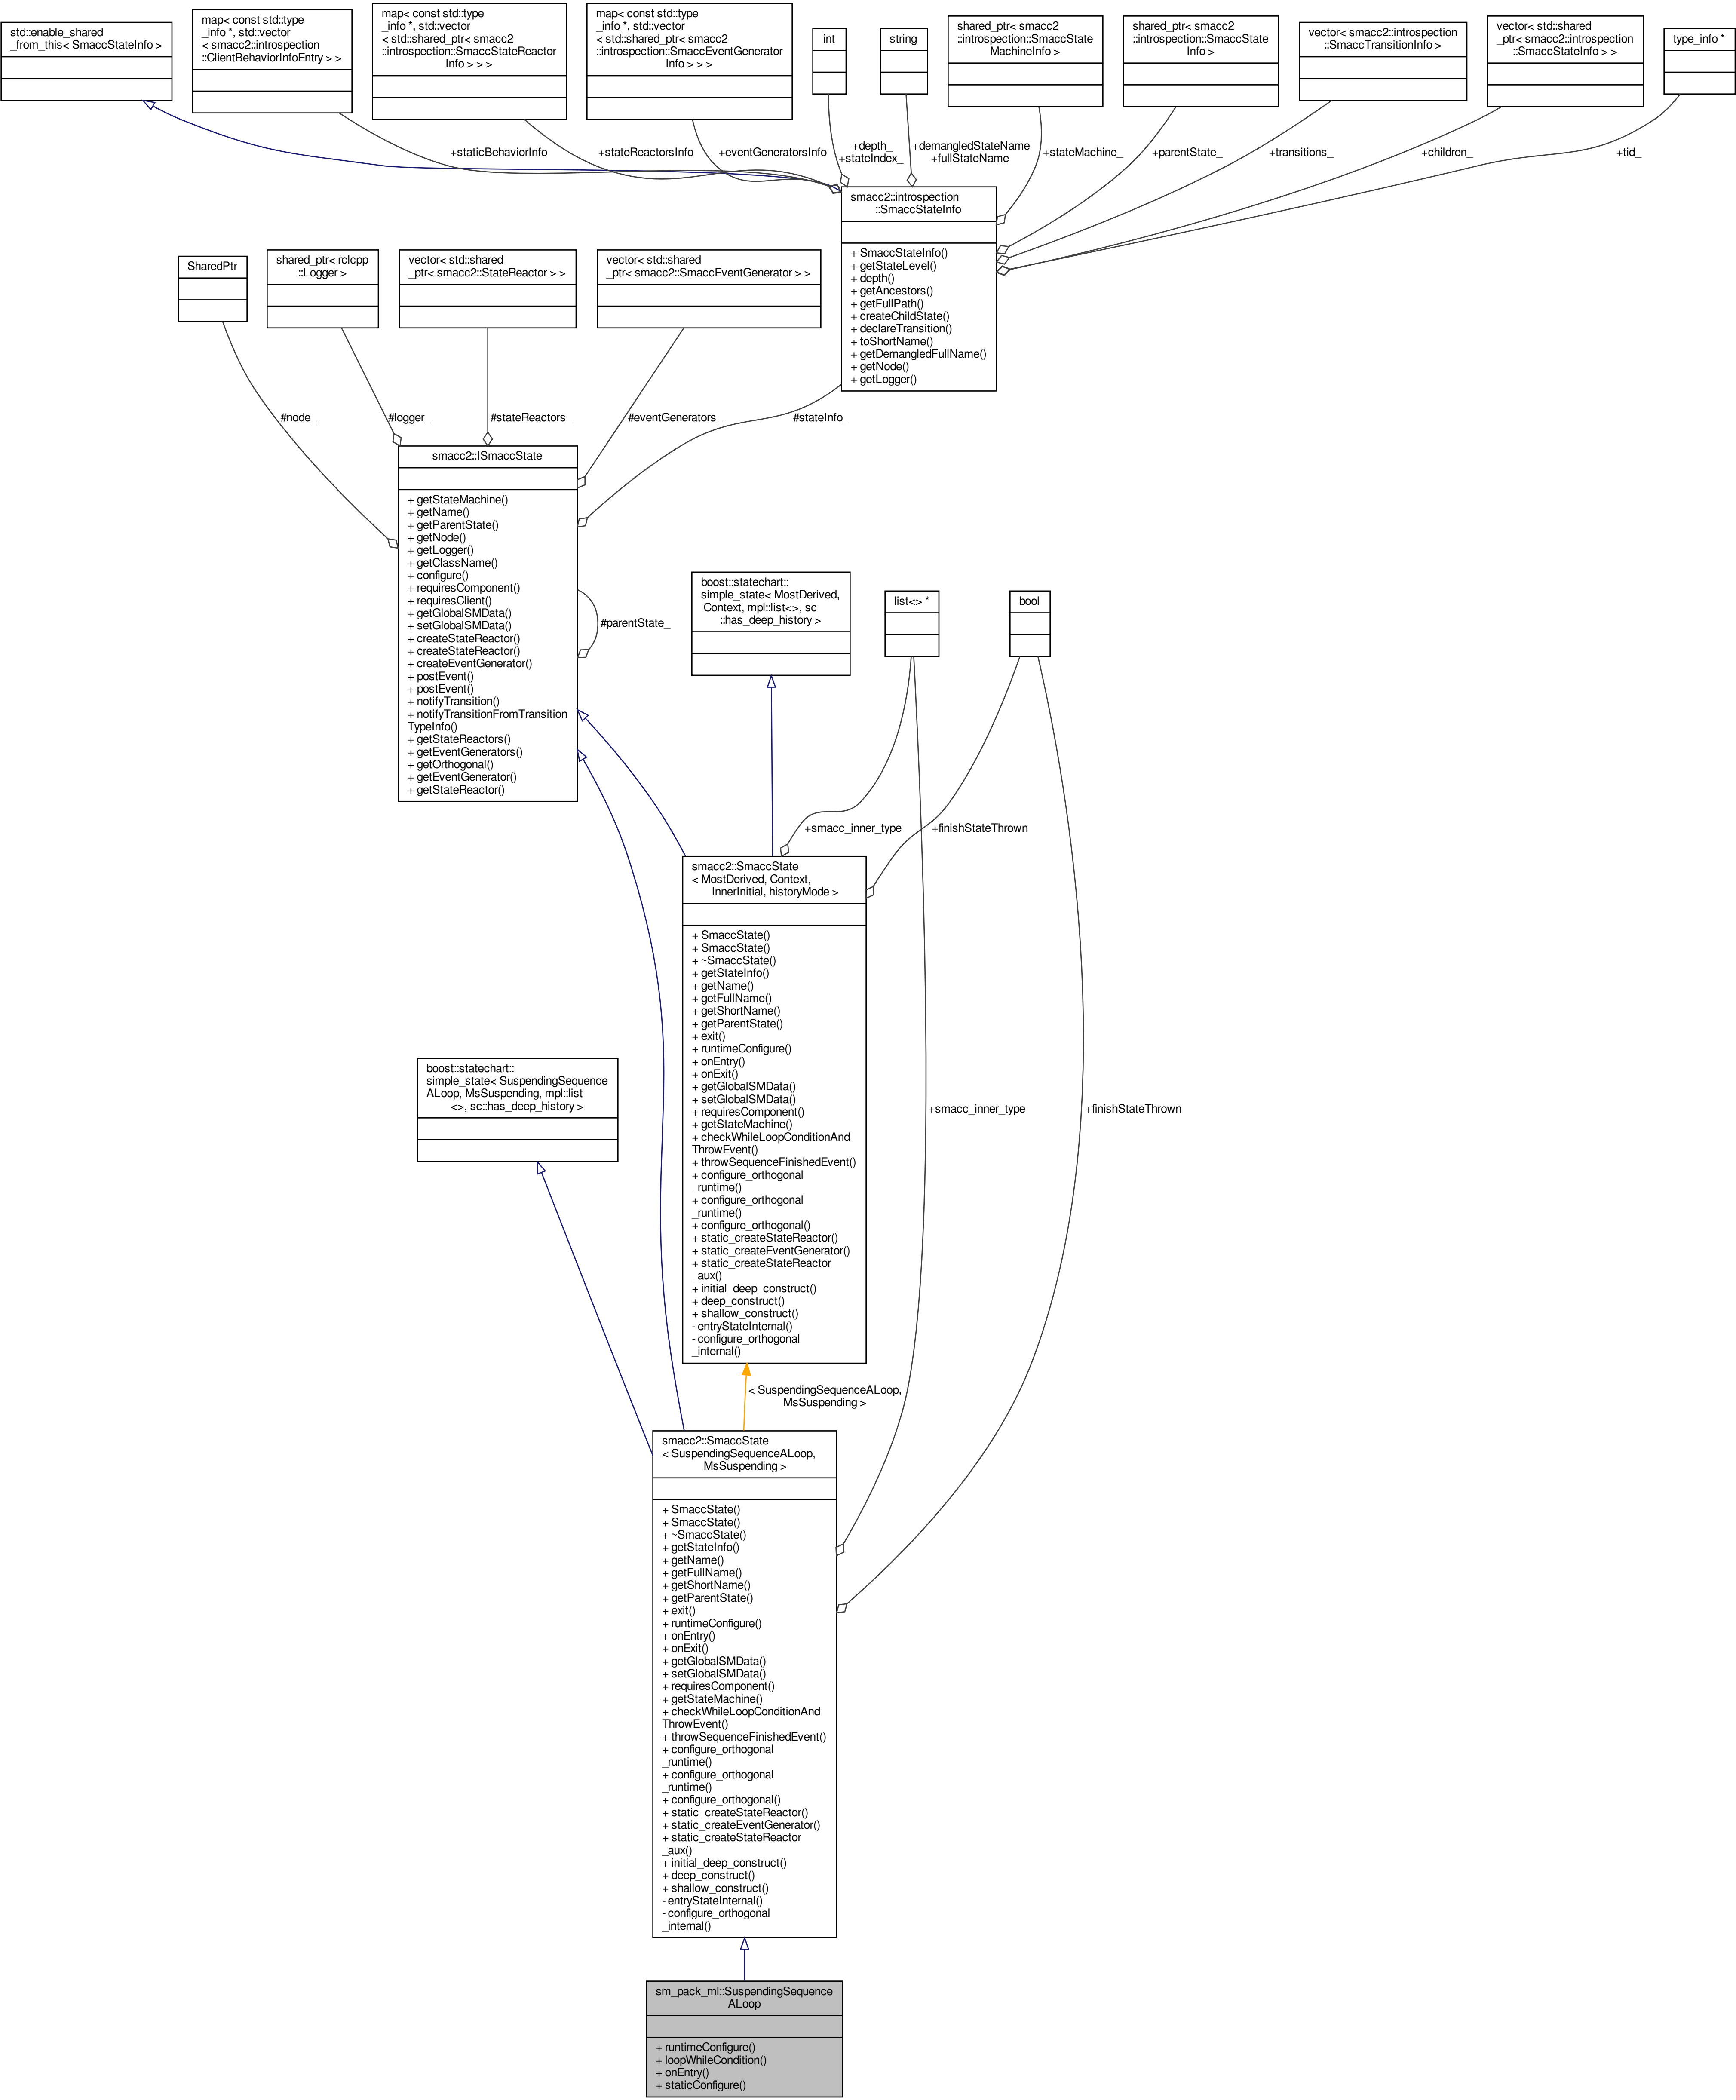 std::enable_shared
_from_this< SmaccStateInfo >
map< const std::type
_info *, std::vector
< smacc2::introspection
::ClientBehaviorInfoEntry > >
map< const std::type
_info *, std::vector
< std::shared_ptr< smacc2
::introspection::SmaccStateReactor
Info > > >
map< const std::type
_info *, std::vector
< std::shared_ptr< smacc2
::introspection::SmaccEventGenerator
Info > > >
int
string
shared_ptr< smacc2
::introspection::SmaccState
MachineInfo >
shared_ptr< smacc2
::introspection::SmaccState
Info >
vector< smacc2::introspection
::SmaccTransitionInfo >
vector< std::shared
_ptr< smacc2::introspection
::SmaccStateInfo > >
type_info *
+staticBehaviorInfo
+stateReactorsInfo
+eventGeneratorsInfo
+depth_
+stateIndex_
+demangledStateName
+fullStateName
+stateMachine_
+parentState_
+transitions_
+children_
+tid_
smacc2::introspection
::SmaccStateInfo
+ SmaccStateInfo()
+ getStateLevel()
+ depth()
+ getAncestors()
+ getFullPath()
+ createChildState()
+ declareTransition()
+ toShortName()
+ getDemangledFullName()
+ getNode()
+ getLogger()
SharedPtr
shared_ptr< rclcpp
::Logger >
vector< std::shared
_ptr< smacc2::StateReactor > >
vector< std::shared
_ptr< smacc2::SmaccEventGenerator > >
#node_
#logger_
#stateReactors_
#eventGenerators_
#stateInfo_
smacc2::ISmaccState
+ getStateMachine()
+ getName()
+ getParentState()
+ getNode()
+ getLogger()
+ getClassName()
+ configure()
+ requiresComponent()
+ requiresClient()
+ getGlobalSMData()
+ setGlobalSMData()
+ createStateReactor()
+ createStateReactor()
+ createEventGenerator()
+ postEvent()
+ postEvent()
+ notifyTransition()
+ notifyTransitionFromTransition
TypeInfo()
+ getStateReactors()
+ getEventGenerators()
+ getOrthogonal()
+ getEventGenerator()
+ getStateReactor()
#parentState_
boost::statechart::
simple_state< MostDerived,
Context, mpl::list<>, sc
::has_deep_history >
list<> *
bool
+smacc_inner_type
+finishStateThrown
smacc2::SmaccState
< MostDerived, Context,
InnerInitial, historyMode >
+ SmaccState()
+ SmaccState()
+ ~SmaccState()
+ getStateInfo()
+ getName()
+ getFullName()
+ getShortName()
+ getParentState()
+ exit()
+ runtimeConfigure()
+ onEntry()
+ onExit()
+ getGlobalSMData()
+ setGlobalSMData()
+ requiresComponent()
+ getStateMachine()
+ checkWhileLoopConditionAnd
ThrowEvent()
+ throwSequenceFinishedEvent()
+ configure_orthogonal
_runtime()
+ configure_orthogonal
_runtime()
+ configure_orthogonal()
+ static_createStateReactor()
+ static_createEventGenerator()
+ static_createStateReactor
_aux()
+ initial_deep_construct()
+ deep_construct()
+ shallow_construct()
- entryStateInternal()
- configure_orthogonal
_internal()
boost::statechart::
simple_state< SuspendingSequence
ALoop, MsSuspending, mpl::list
<>, sc::has_deep_history >
+smacc_inner_type
+finishStateThrown
< SuspendingSequenceALoop,
MsSuspending >
smacc2::SmaccState
< SuspendingSequenceALoop,
MsSuspending >
+ SmaccState()
+ SmaccState()
+ ~SmaccState()
+ getStateInfo()
+ getName()
+ getFullName()
+ getShortName()
+ getParentState()
+ exit()
+ runtimeConfigure()
+ onEntry()
+ onExit()
+ getGlobalSMData()
+ setGlobalSMData()
+ requiresComponent()
+ getStateMachine()
+ checkWhileLoopConditionAnd
ThrowEvent()
+ throwSequenceFinishedEvent()
+ configure_orthogonal
_runtime()
+ configure_orthogonal
_runtime()
+ configure_orthogonal()
+ static_createStateReactor()
+ static_createEventGenerator()
+ static_createStateReactor
_aux()
+ initial_deep_construct()
+ deep_construct()
+ shallow_construct()
- entryStateInternal()
- configure_orthogonal
_internal()
sm_pack_ml::SuspendingSequence
ALoop
+ runtimeConfigure()
+ loopWhileCondition()
+ onEntry()
+ staticConfigure()